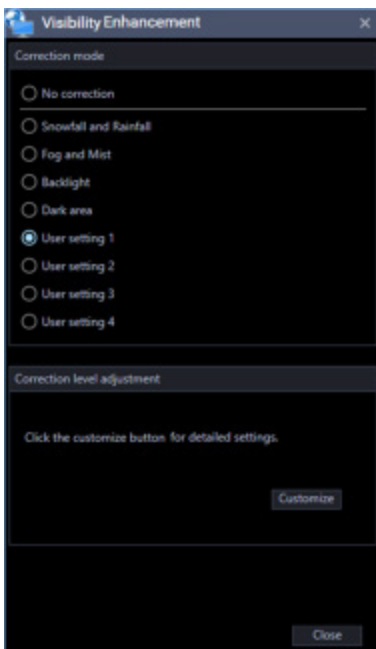 Visibility Enhancement
Correction mode
No correction
Snowfall and Rainfall
Fog and Mist
Backlight
Dark area
User setting 1
User setting 2
User setting 3
User setting 4
Correction level adjustment
Click the customize button for detailed settings.
Customize
Close